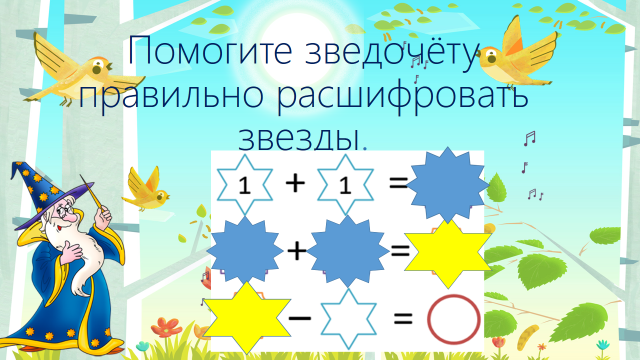 Помогите зведочёту
правильно расшифровать
звезды.
1 + 1 =
+ =
− =